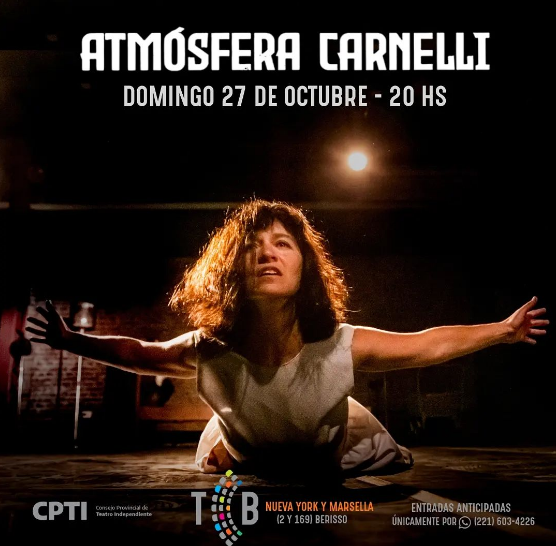 ATMÓSFERA CARNELLI
DOMINGO 27 DE OCTUBRE - 20 HS
CPTI
Consejo Provincial de
Teatro Independiente
TCB
NUEVA YORK Y MARSELLA
(2 Y 169) BERISSO
ENTRADAS ANTICIPADAS
ÚNICAMENTE POR (221) 603-4226